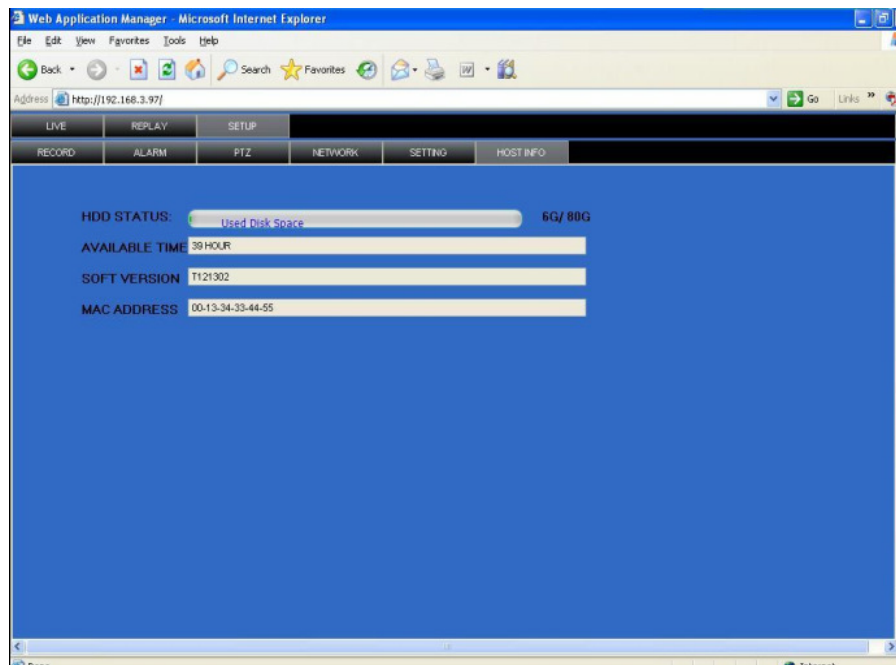 Web Application Manager - Microsoft Internet Explorer
File Edit View Favorites Tools Help
Back Search Favorites
Address http://192.168.3.97/ Go Links »
LIVE REPLAY SETUP
RECORD ALARM PTZ NETWORK SETTING HOST INFO
HDD STATUS: Used Disk Space 6G/ 80G
AVAILABLE TIME 39 HOUR
SOFT VERSION T121302
MAC ADDRESS 00-13-34-33-44-55